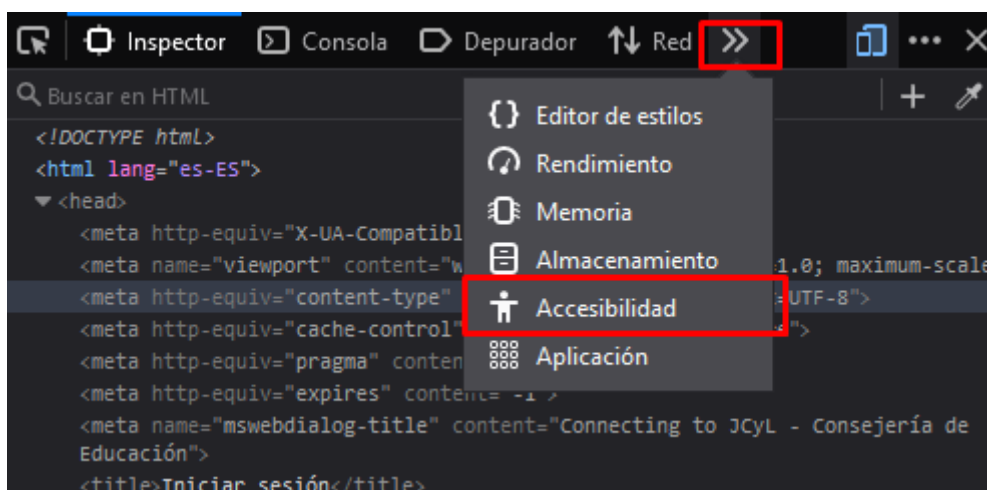 Inspector Consola Depurador Red
Buscar en HTML
Editor de estilos
Rendimiento
Memoria
Almacenamiento
Accesibilidad
Aplicación
<!DOCTYPE html>
<html lang="es-ES">
<head>
<meta http-equiv="X-UA-Compatibl
<meta name="viewport" content="w 1.0; maximum-scale
<meta http-equiv="content-type" =UTF-8">
<meta http-equiv="cache-control" ">
<meta http-equiv="pragma" conten
<meta http-equiv="expires" content="-1">
<meta name="mswebdialog-title" content="Connecting to JCyL - Consejería de
Educación">
<title>Iniciar sesión</title>